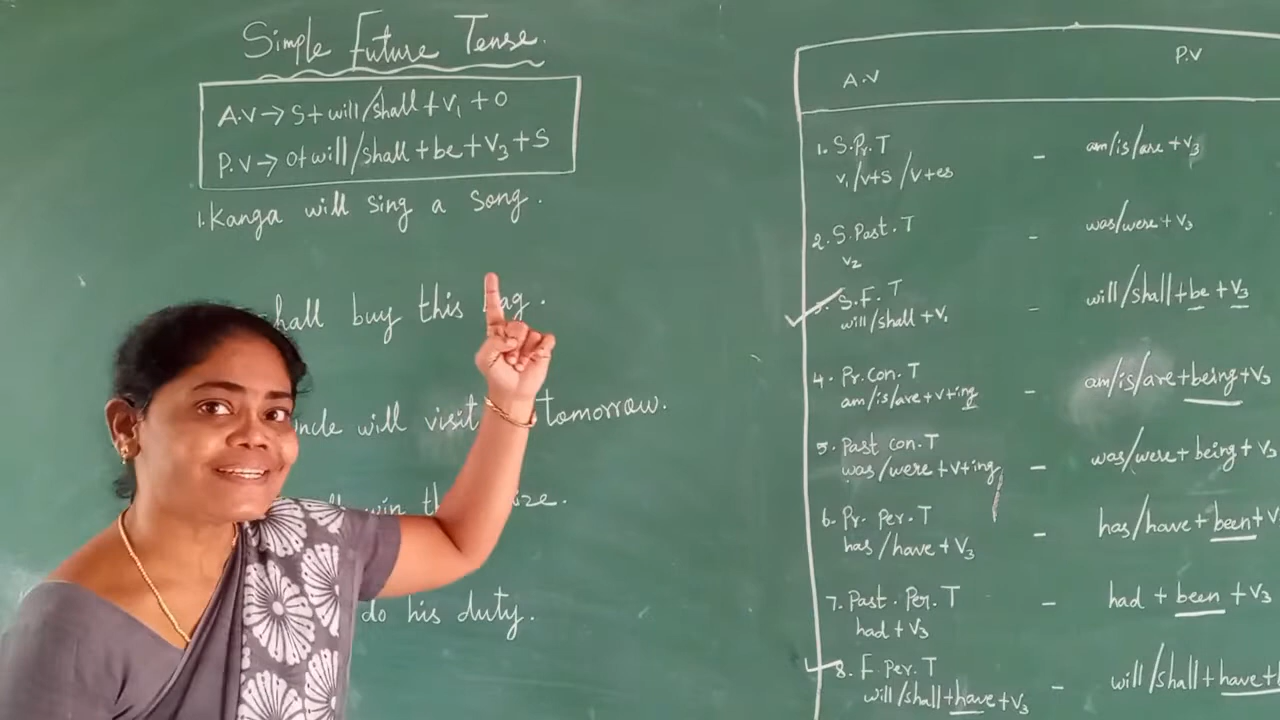 Simple Future Tense.
A.V → S + will/shall + V1 + O
P.V → O + will/shall + be + V3 + S
1. Kanga will sing a song.
hall buy this bag.
ncle will visit tomorrow.
win
do his duty.
A.V P.V
1. S.Pr.T - am/is/are + V3
V1/V+s/V+es
2. S.Past.T - was/were + V3
V2
S.F.T - will/shall + be + V3
will/shall + V1
4. Pr.con.T - am/is/are + being + V3
am/is/are + V + ing
5. Past con.T - was/were + being + V3
was/were + V + ing
6. Pr. Per.T - has/have + been + V
has/have + V3
7. Past. Per.T - had + been + V3
had + V3
8. F. Per.T - will/shall + have +
will/shall + have + V3